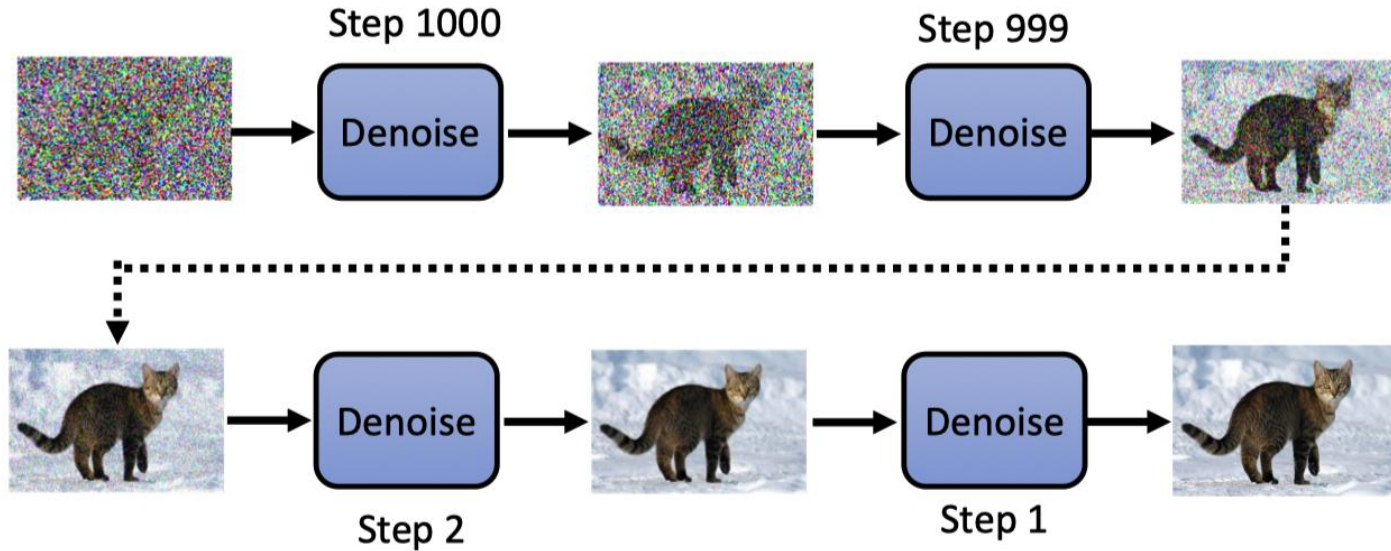 Step 1000
Step 999
Denoise
Denoise
Denoise
Denoise
Step 2
Step 1